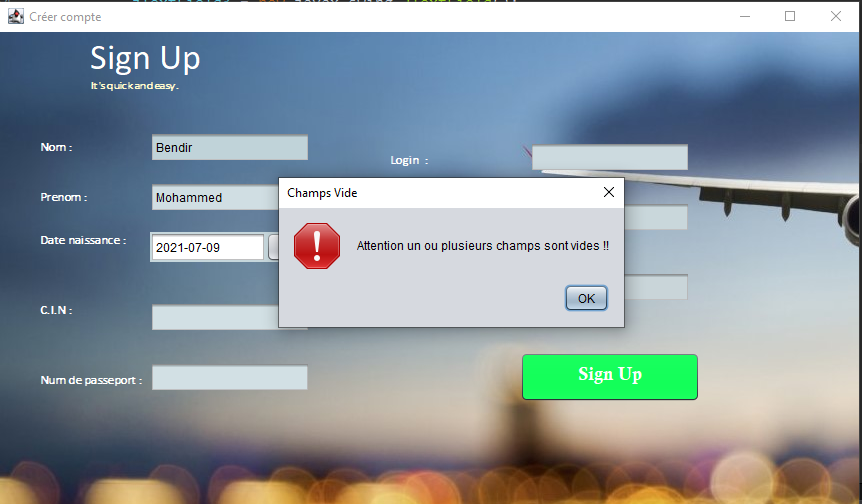 Créer compte
Sign Up
It's quick and easy.
Nom :
Bendir
Login :
Prenom :
Mohammed
Date naissance :
2021-07-09
Champs Vide
Attention un ou plusieurs champs sont vides !!
OK
C.I.N :
Num de passeport :
Sign Up